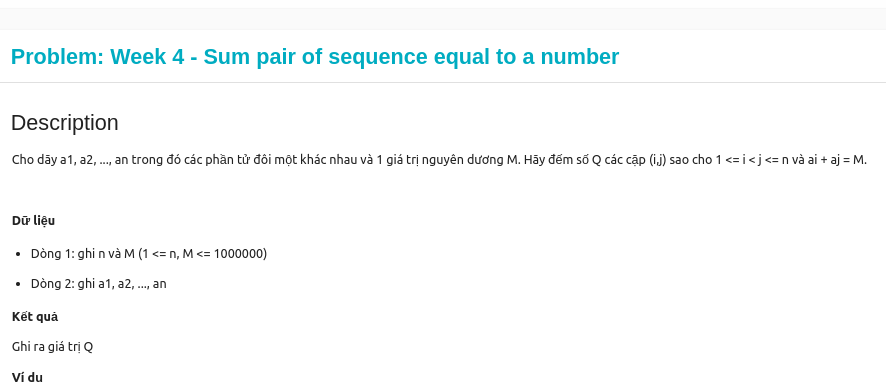 Problem: Week 4 - Sum pair of sequence equal to a number
Description
Cho dãy a1, a2, ..., an trong đó các phần tử đôi một khác nhau và 1 giá trị nguyên dương M. Hãy đếm số Q các cặp (i,j) sao cho 1 <= i < j <= n và ai + aj = M.
Dữ liệu
• Dòng 1: ghi n và M (1 <= n, M <= 1000000)
• Dòng 2: ghi a1, a2, ..., an
Kết quả
Ghi ra giá trị Q
Ví dụ